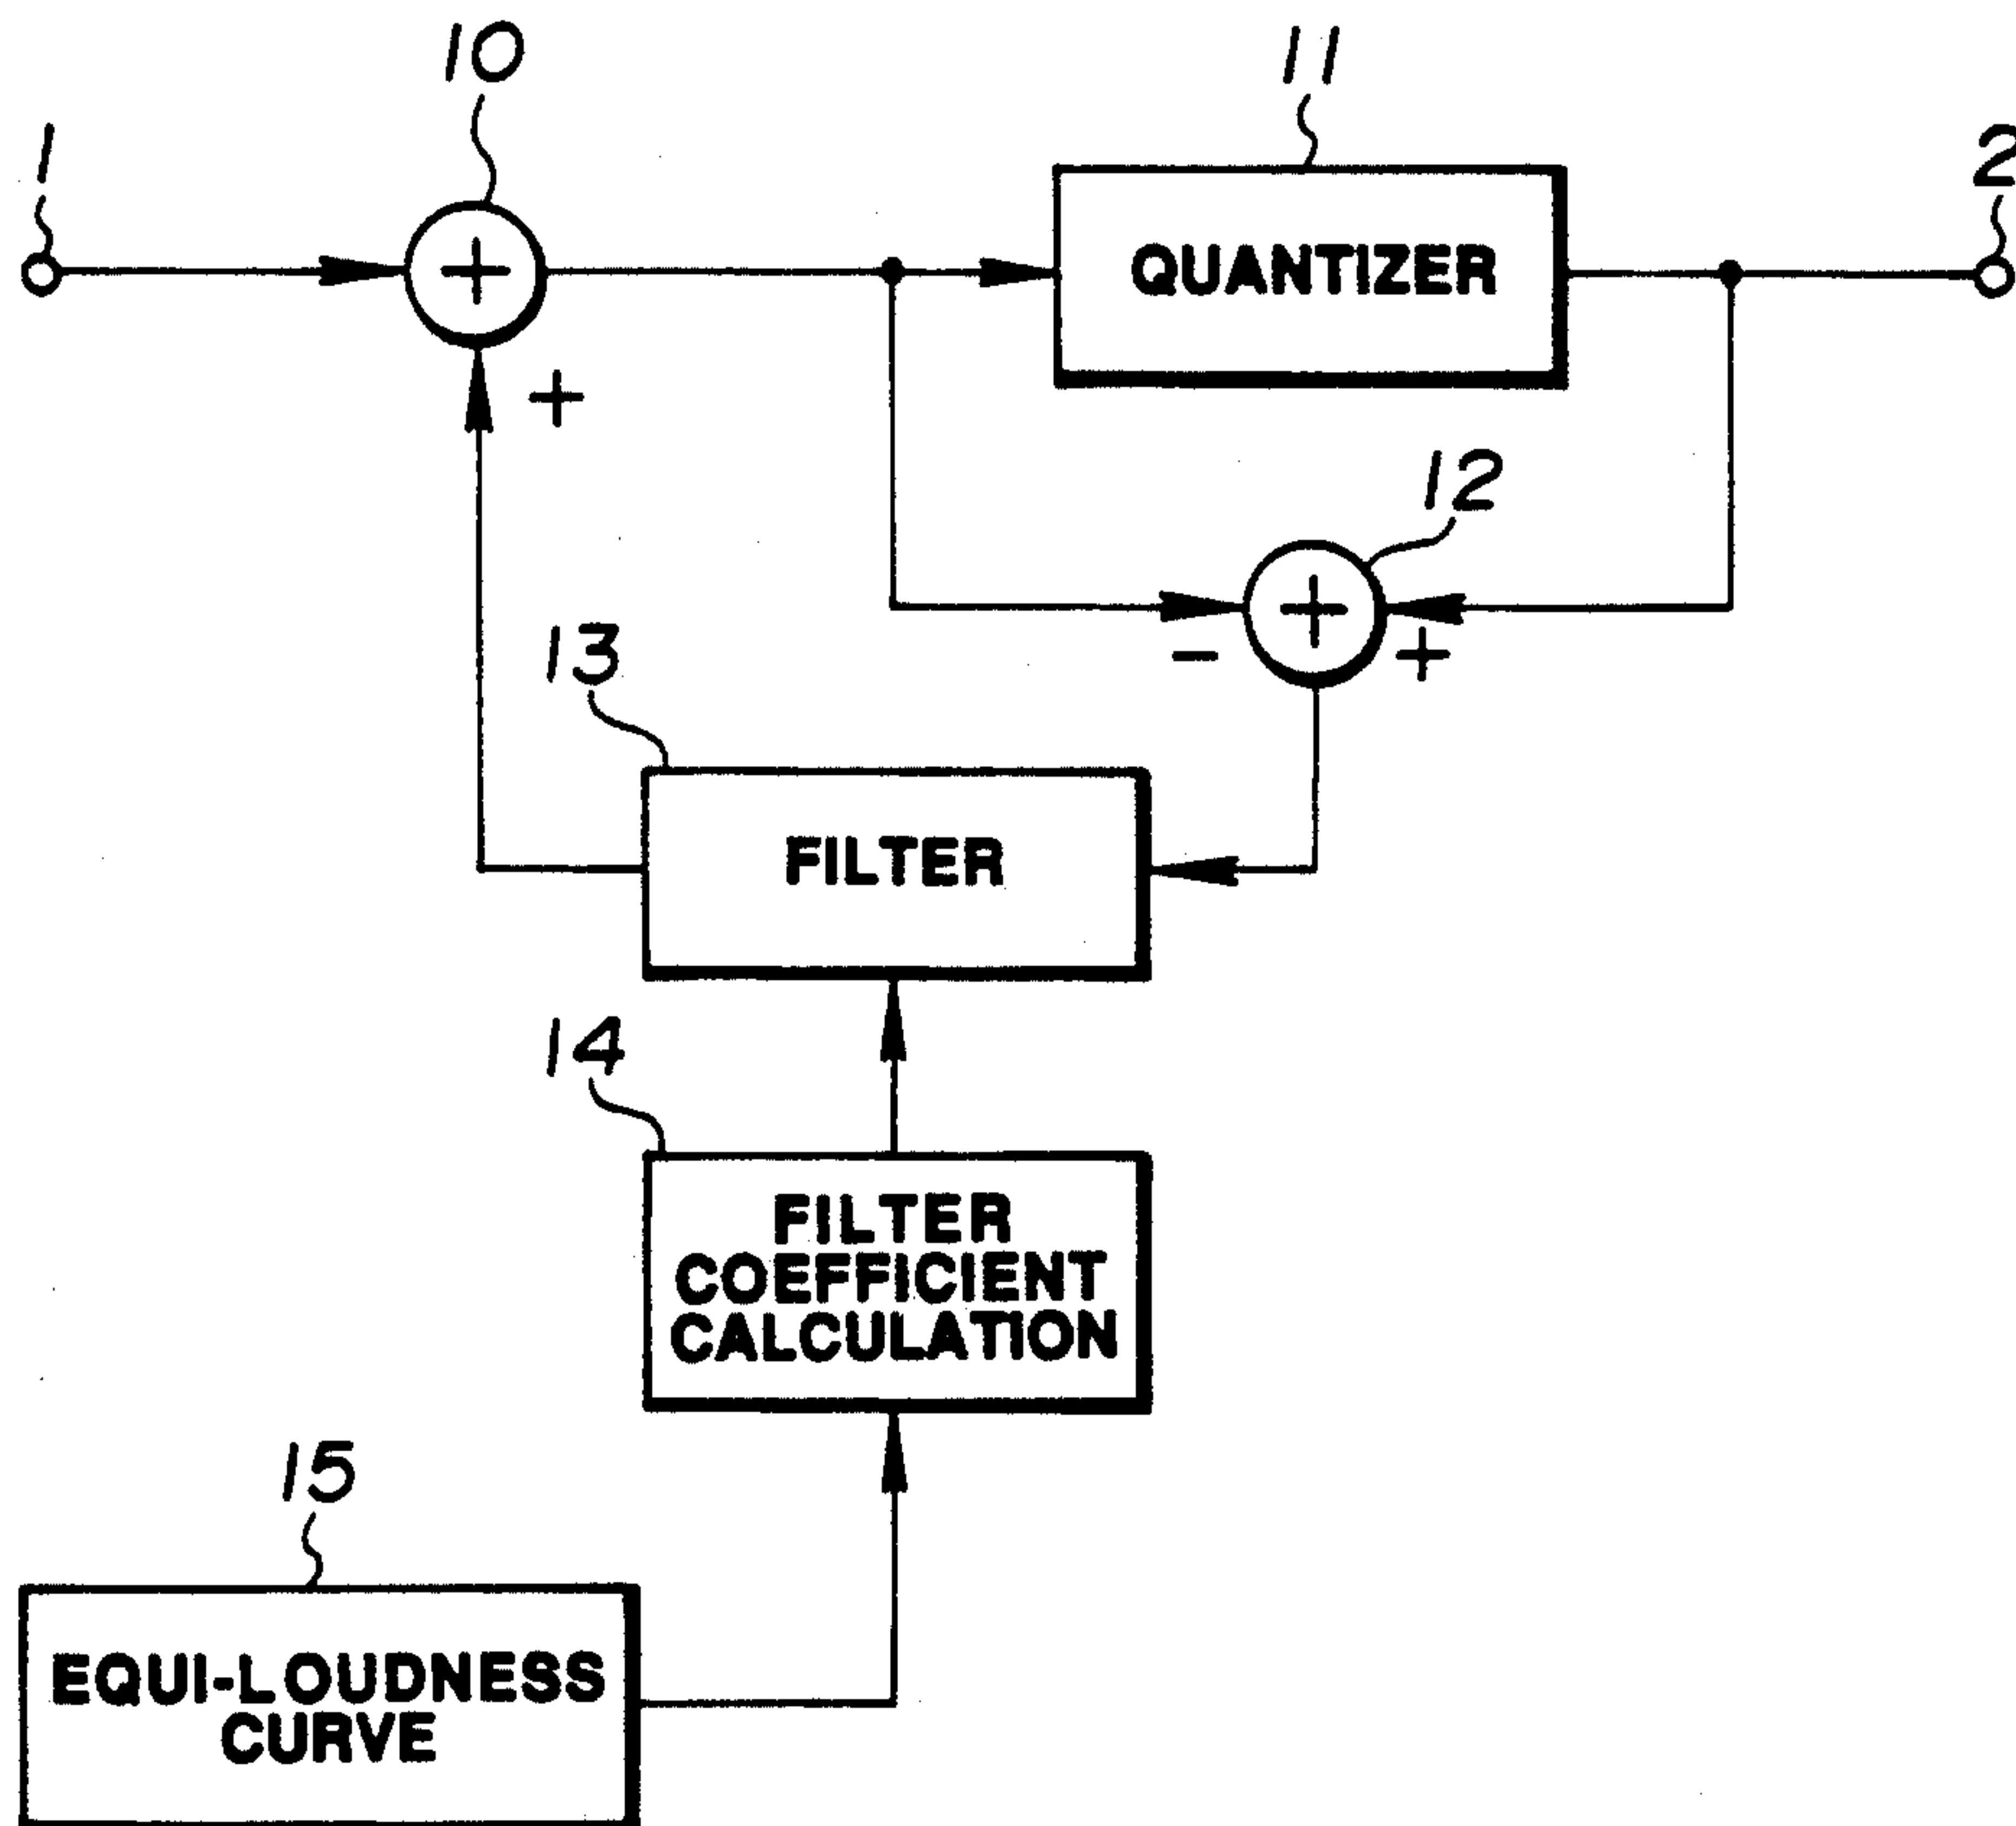 10
11
1
2
QUANTIZER
+
12
- +
13
FILTER
14
FILTER
COEFFICIENT
CALCULATION
15
EQUI-LOUDNESS
CURVE